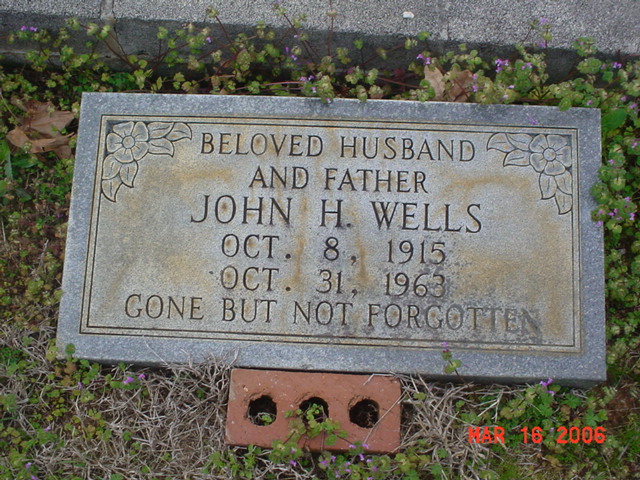 BELOVED HUSBAND
AND FATHER
JOHN H. WELLS
OCT. 8, 1915
OCT. 31, 1963
GONE BUT NOT FORGOTTEN
MAR 16 2006